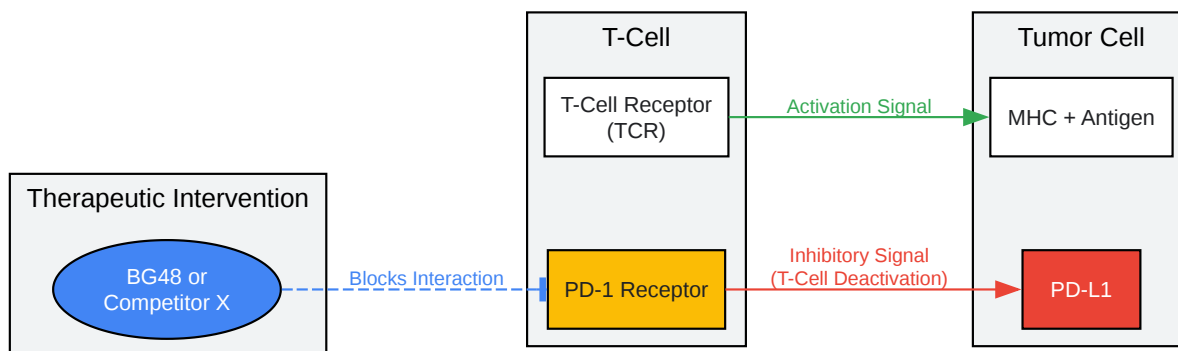 T-Cell
Tumor Cell
T-Cell Receptor
(TCR)
Activation Signal
MHC + Antigen
Therapeutic Intervention
BG48 or
Competitor X
Blocks Interaction
PD-1 Receptor
Inhibitory Signal
(T-Cell Deactivation)
PD-L1